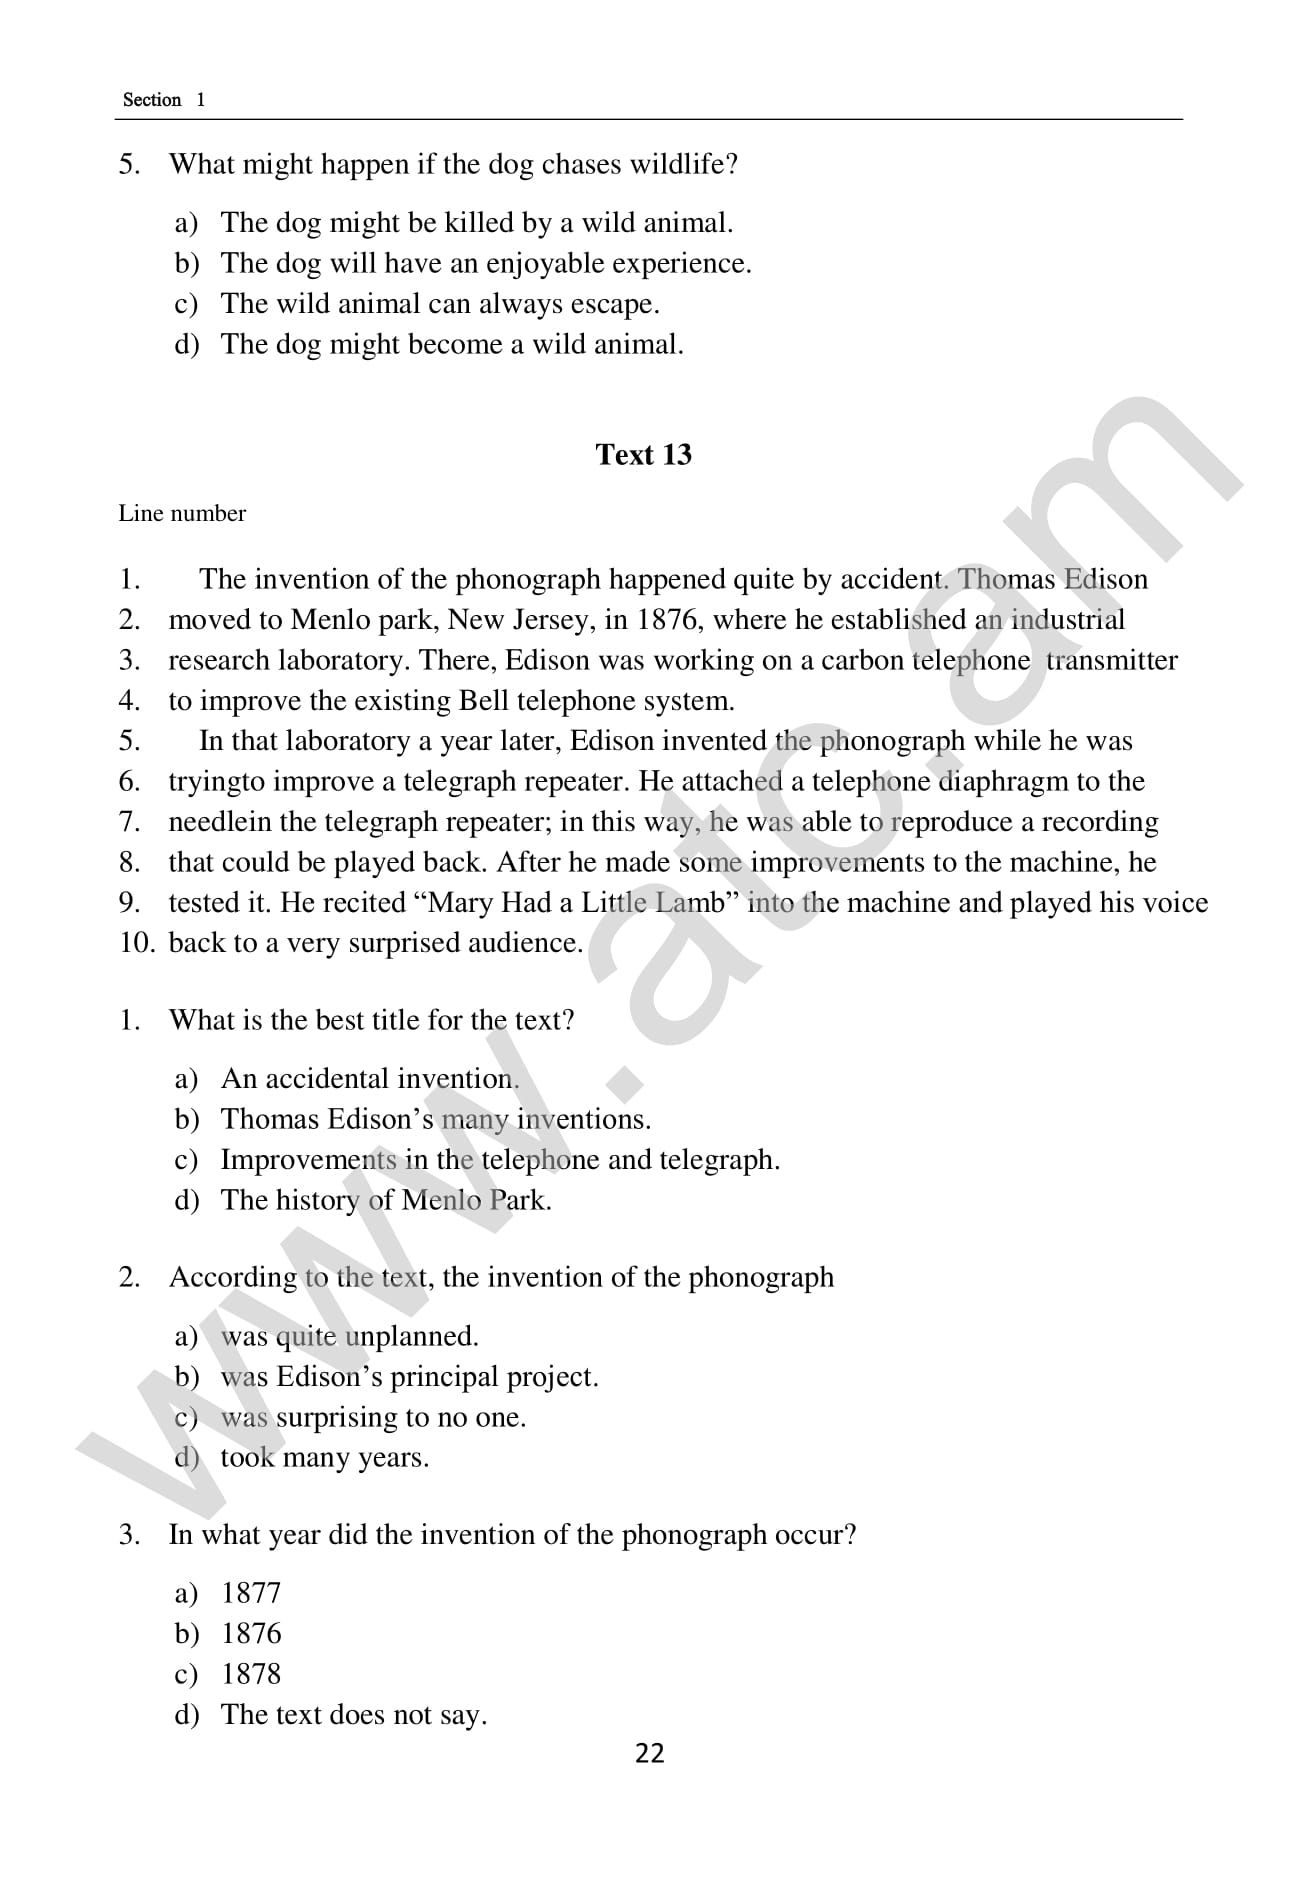 Section 1
5. What might happen if the dog chases wildlife?
a) The dog might be killed by a wild animal.
b) The dog will have an enjoyable experience.
c) The wild animal can always escape.
d) The dog might become a wild animal.
Text 13
Line number
1. The invention of the phonograph happened quite by accident. Thomas Edison
2. moved to Menlo park, New Jersey, in 1876, where he established an industrial
3. research laboratory. There, Edison was working on a carbon telephone transmitter
4. to improve the existing Bell telephone system.
5. In that laboratory a year later, Edison invented the phonograph while he was
6. tryingto improve a telegraph repeater. He attached a telephone diaphragm to the
7. needlein the telegraph repeater; in this way, he was able to reproduce a recording
8. that could be played back. After he made some improvements to the machine, he
9. tested it. He recited “Mary Had a Little Lamb” into the machine and played his voice
10. back to a very surprised audience.
1. What is the best title for the text?
a) An accidental invention.
b) Thomas Edison’s many inventions.
c) Improvements in the telephone and telegraph.
d) The history of Menlo Park.
2. According to the text, the invention of the phonograph
a) was quite unplanned.
b) was Edison’s principal project.
c) was surprising to no one.
d) took many years.
3. In what year did the invention of the phonograph occur?
a) 1877
b) 1876
c) 1878
d) The text does not say.
22
www.atc.am